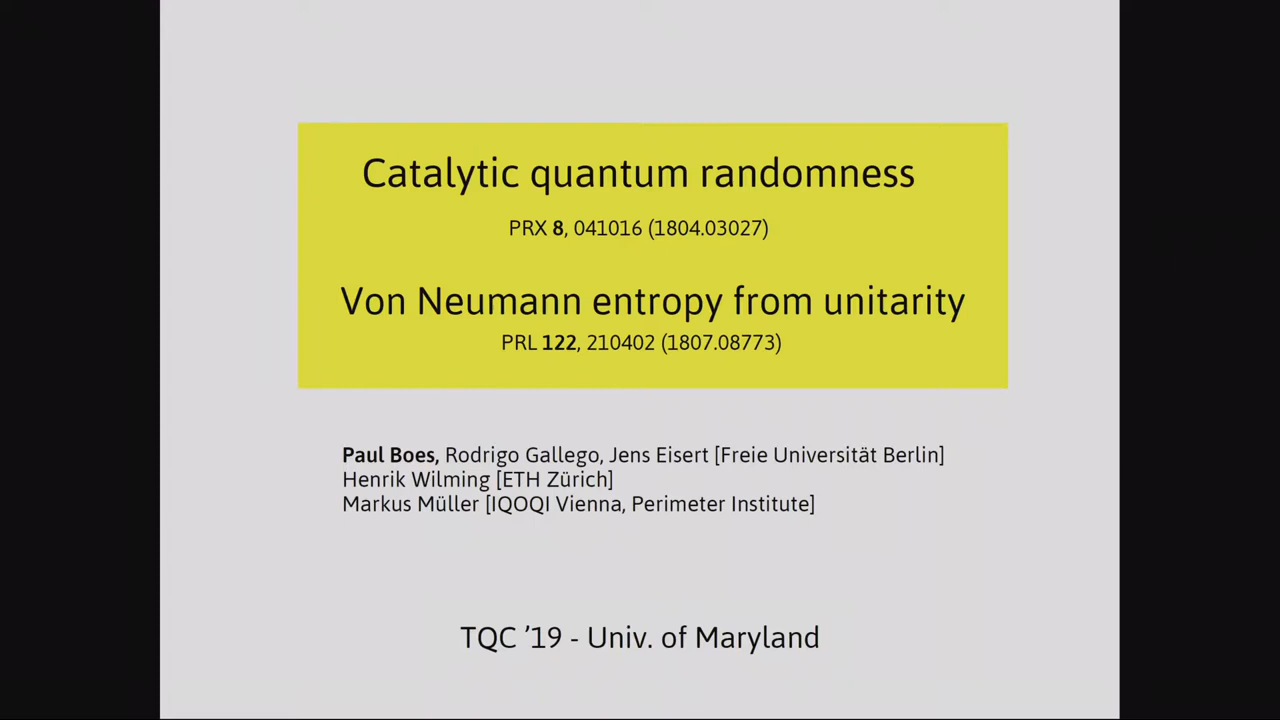 Catalytic quantum randomness
PRX 8, 041016 (1804.03027)
Von Neumann entropy from unitarity
PRL 122, 210402 (1807.08773)
Paul Boes, Rodrigo Gallego, Jens Eisert [Freie Universität Berlin]
Henrik Wilming [ETH Zürich]
Markus Müller [IQOQI Vienna, Perimeter Institute]
TQC ’19 - Univ. of Maryland